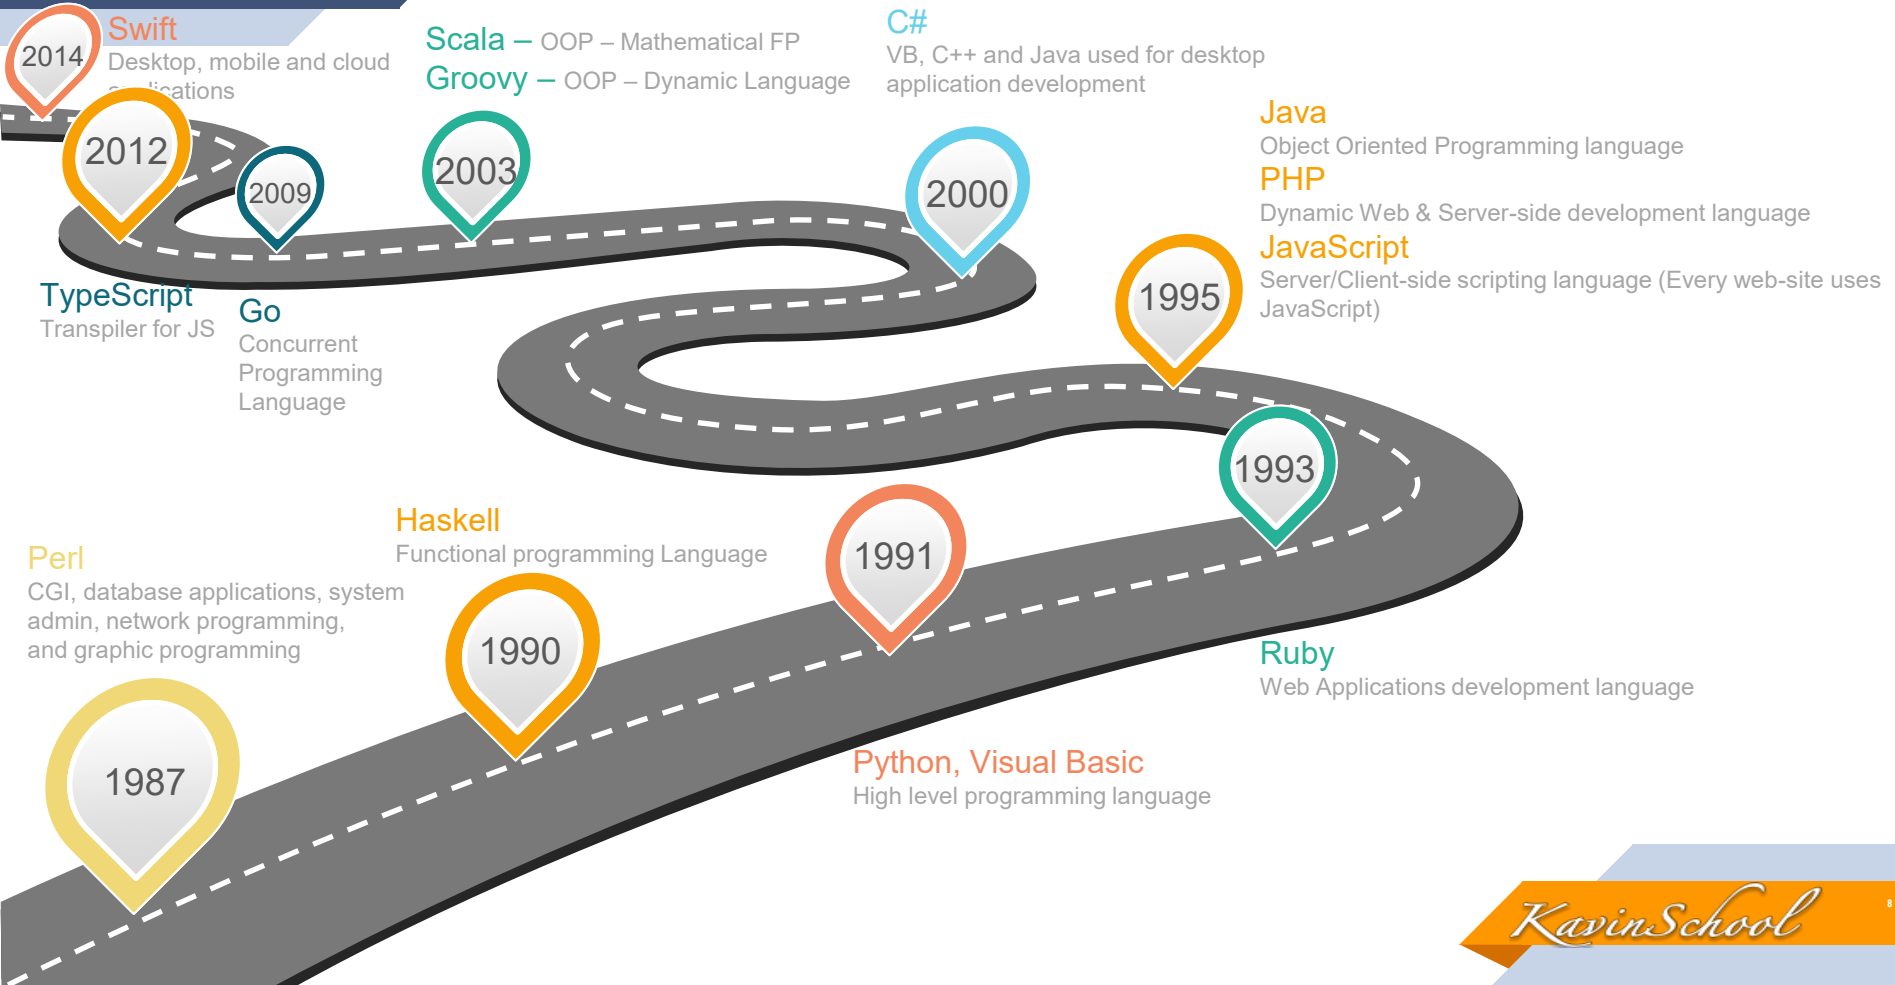 2014
Swift
Desktop, mobile and cloud
applications
Scala – OOP – Mathematical FP
Groovy – OOP – Dynamic Language
C#
VB, C++ and Java used for desktop
application development
Java
Object Oriented Programming language
PHP
Dynamic Web & Server-side development language
JavaScript
Server/Client-side scripting language (Every web-site uses
JavaScript)
2012
2009
2003
2000
1995
TypeScript
Transpiler for JS
Go
Concurrent
Programming
Language
1993
Haskell
Functional programming Language
1991
Perl
CGI, database applications, system
admin, network programming,
and graphic programming
1990
Ruby
Web Applications development language
1987
Python, Visual Basic
High level programming language
KavinSchool
8